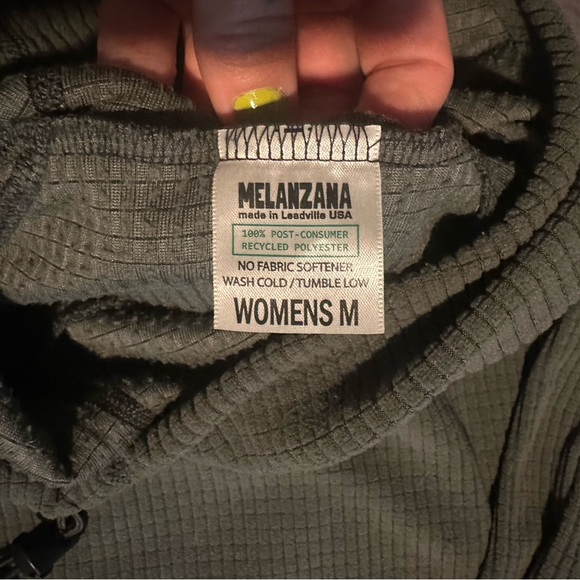 MELANZANA
made in Leadville USA
100% POST-CONSUMER
RECYCLED POLYESTER
NO FABRIC SOFTENER
WASH COLD / TUMBLE LOW
WOMENS M